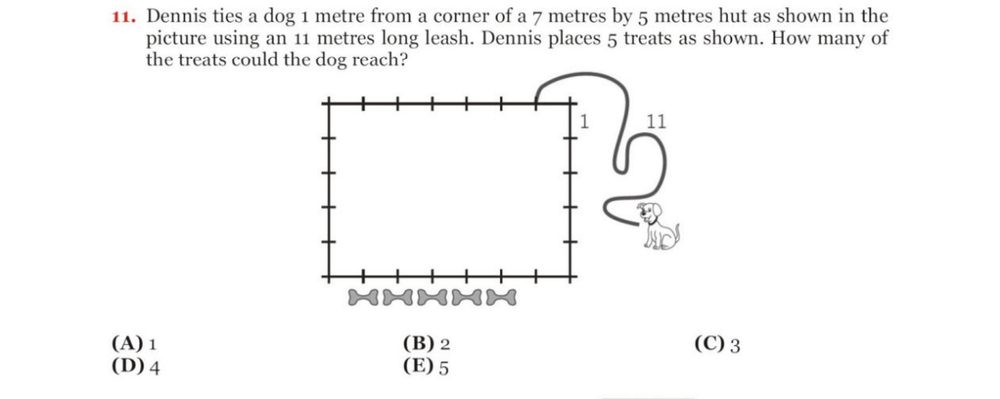 11. Dennis ties a dog 1 metre from a corner of a 7 metres by 5 metres hut as shown in the
picture using an 11 metres long leash. Dennis places 5 treats as shown. How many of
the treats could the dog reach?
1 11
(A) 1 (B) 2 (C) 3
(D) 4 (E) 5